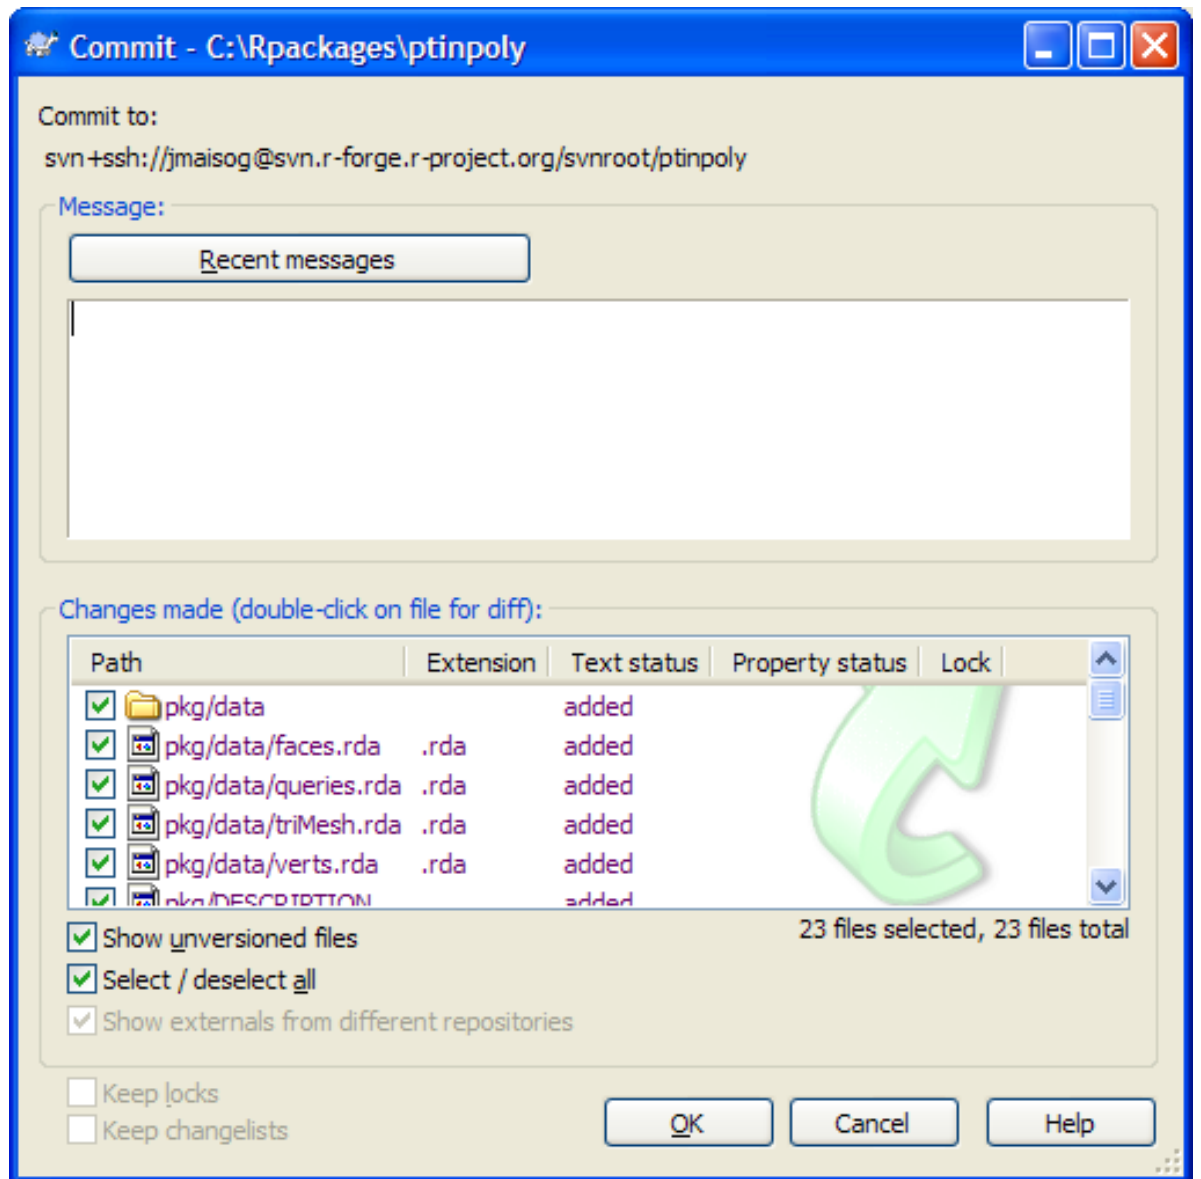 Commit - C:\Rpackages\ptinpoly
Commit to:
svn+ssh://jmaisog@svn.r-forge.r-project.org/svnroot/ptinpoly
Message:
Recent messages
Changes made (double-click on file for diff):
Path Extension Text status Property status Lock
pkg/data added
pkg/data/faces.rda .rda added
pkg/data/queries.rda .rda added
pkg/data/triMesh.rda .rda added
pkg/data/verts.rda .rda added
pkg/DESCRIPTION added
Show unversioned files
23 files selected, 23 files total
Select / deselect all
Show externals from different repositories
Keep locks
Keep changelists
OK Cancel Help